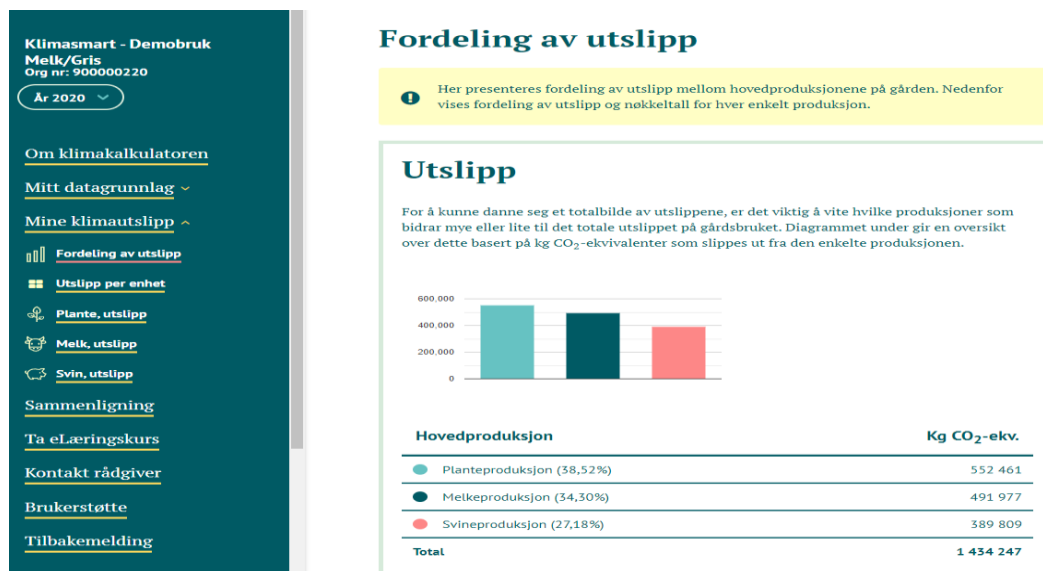 Klimasmart - Demobruk
Melk/Gris
Org nr: 900000220
År 2020
Om klimakalkulatoren
Mitt datagrunnlag
Mine klimautslipp
Fordeling av utslipp
Utslipp per enhet
Plante, utslipp
Melk, utslipp
Svin, utslipp
Sammenligning
Ta eLæringskurs
Kontakt rådgiver
Brukerstøtte
Tilbakemelding
Fordeling av utslipp
Her presenteres fordeling av utslipp mellom hovedproduksjonene på gården. Nedenfor
vises fordeling av utslipp og nøkkeltall for hver enkelt produksjon.
Utslipp
For å kunne danne seg et totalbilde av utslippene, er det viktig å vite hvilke produksjoner som
bidrar mye eller lite til det totale utslippet på gårdsbruket. Diagrammet under gir en oversikt
over dette basert på kg CO₂-ekvivalenter som slippes ut fra den enkelte produksjonen.
600,000
400,000
200,000
0
Hovedproduksjon Kg CO₂-ekv.
Planteproduksjon (38,52%) 552 461
Melkeproduksjon (34,30%) 491 977
Svineproduksjon (27,18%) 389 809
Total 1 434 247